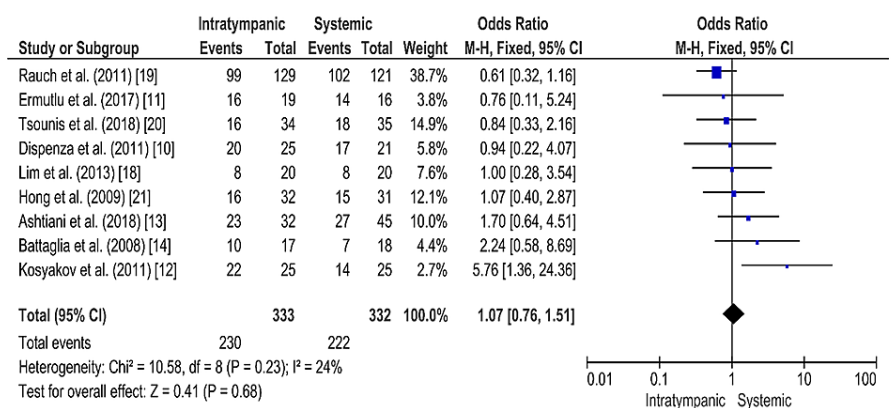 Intratympanic Systemic Odds Ratio Odds Ratio
Study or Subgroup Events Total Events Total Weight M-H, Fixed, 95% CI M-H, Fixed, 95% CI
Rauch et al. (2011) [19] 99 129 102 121 38.7% 0.61 [0.32, 1.16]
Ermutlu et al. (2017) [11] 16 19 14 16 3.8% 0.76 [0.11, 5.24]
Tsounis et al. (2018) [20] 16 34 18 35 14.9% 0.84 [0.33, 2.16]
Dispenza et al. (2011) [10] 20 25 17 21 5.8% 0.94 [0.22, 4.07]
Lim et al. (2013) [18] 8 20 8 20 7.6% 1.00 [0.28, 3.54]
Hong et al. (2009) [21] 16 32 15 31 12.1% 1.07 [0.40, 2.87]
Ashtiani et al. (2018) [13] 23 32 27 45 10.0% 1.70 [0.64, 4.51]
Battaglia et al. (2008) [14] 10 17 7 18 4.4% 2.24 [0.58, 8.69]
Kosyakov et al. (2011) [12] 22 25 14 25 2.7% 5.76 [1.36, 24.36]
Total (95% CI) 333 332 100.0% 1.07 [0.76, 1.51]
Total events 230 222
Heterogeneity: Chi² = 10.58, df = 8 (P = 0.23); I² = 24%
Test for overall effect: Z = 0.41 (P = 0.68)
0.01 0.1 1 10 100
Intratympanic Systemic